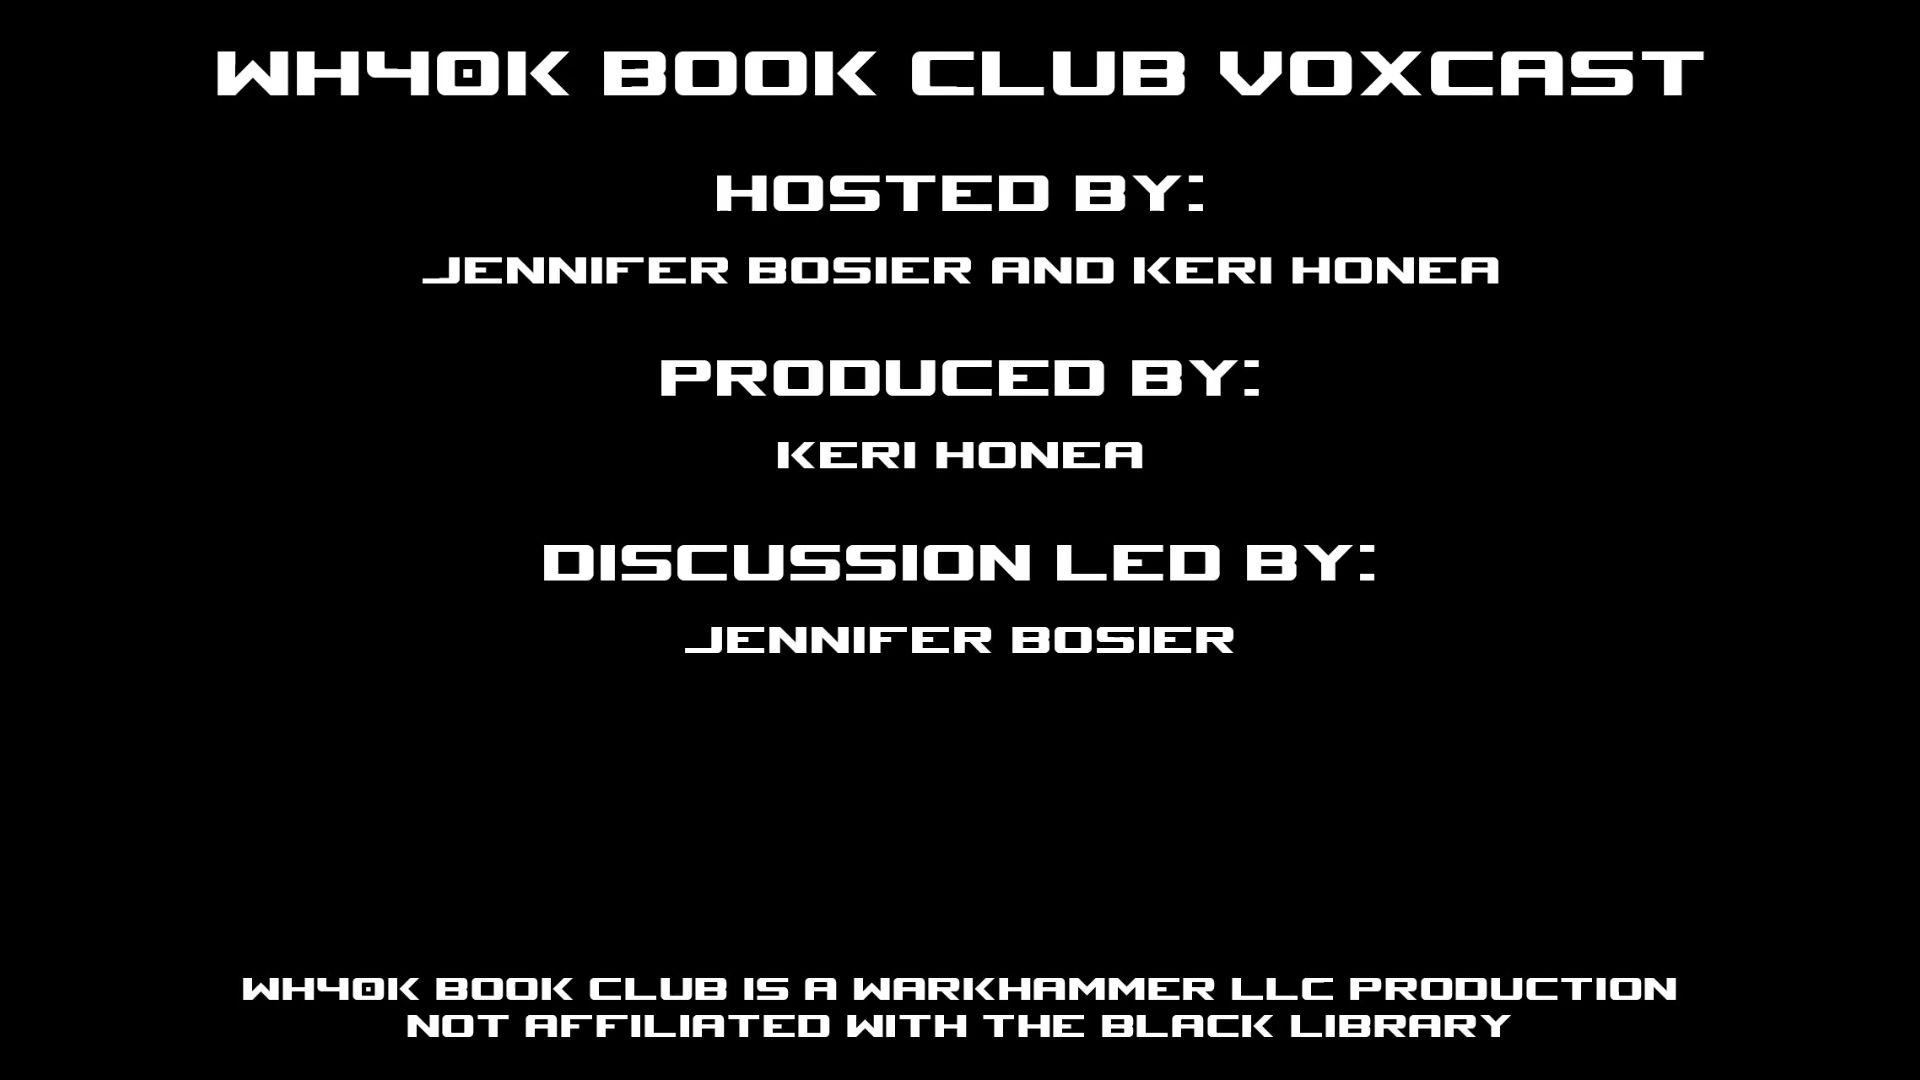 WH40K BOOK CLUB VOXCAST
HOSTED BY:
JENNIFER BOSIER AND KERI HONEA
PRODUCED BY:
KERI HONEA
DISCUSSION LED BY:
JENNIFER BOSIER
WH40K BOOK CLUB IS A WARKHAMMER LLC PRODUCTION
NOT AFFILIATED WITH THE BLACK LIBRARY